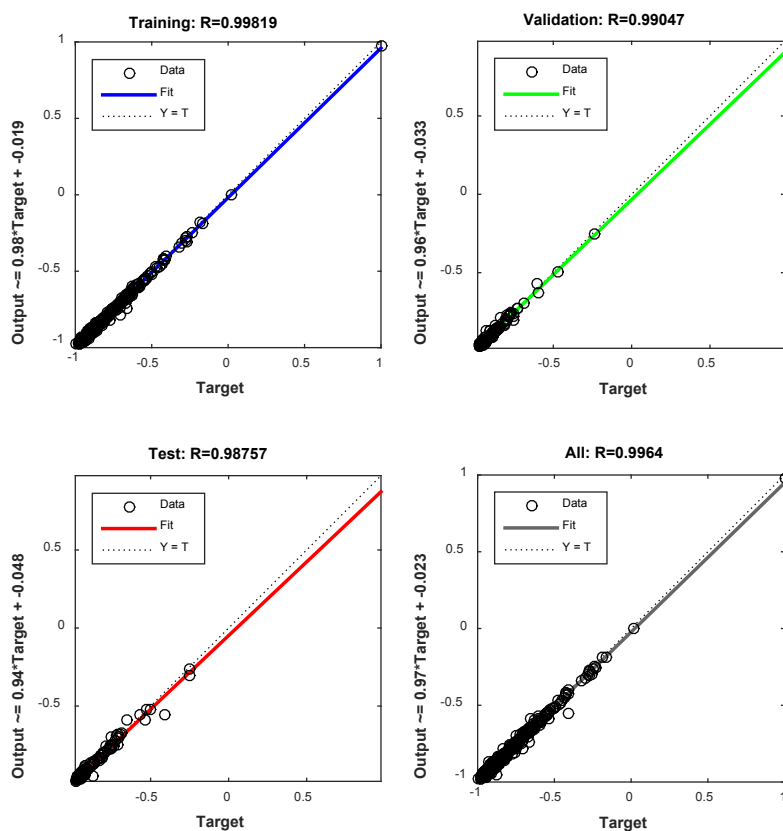 Training: R=0.99819
Output ~= 0.98*Target + -0.019
1
0.5
0
-0.5
-1
Data
Fit
Y = T
-1
-0.5
0
0.5
1
Target
Validation: R=0.99047
Output ~= 0.96*Target + -0.033
0.5
0
-0.5
Data
Fit
Y = T
-0.5
0
0.5
Target
Test: R=0.98757
Output ~= 0.94*Target + -0.048
0.5
0
-0.5
Data
Fit
Y = T
-0.5
0
0.5
Target
All: R=0.9964
Output ~= 0.97*Target + -0.023
1
0.5
0
-0.5
-1
Data
Fit
Y = T
-1
-0.5
0
0.5
1
Target